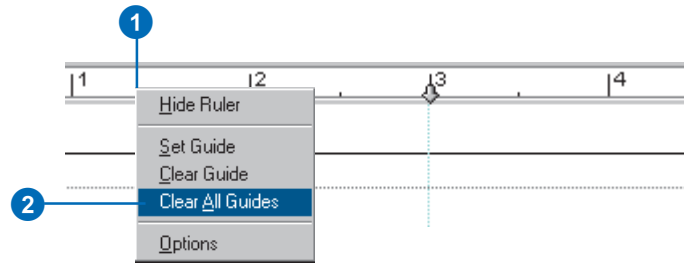 1
1 2 3 4
Hide Ruler
Set Guide
Clear Guide
2 Clear All Guides
Options